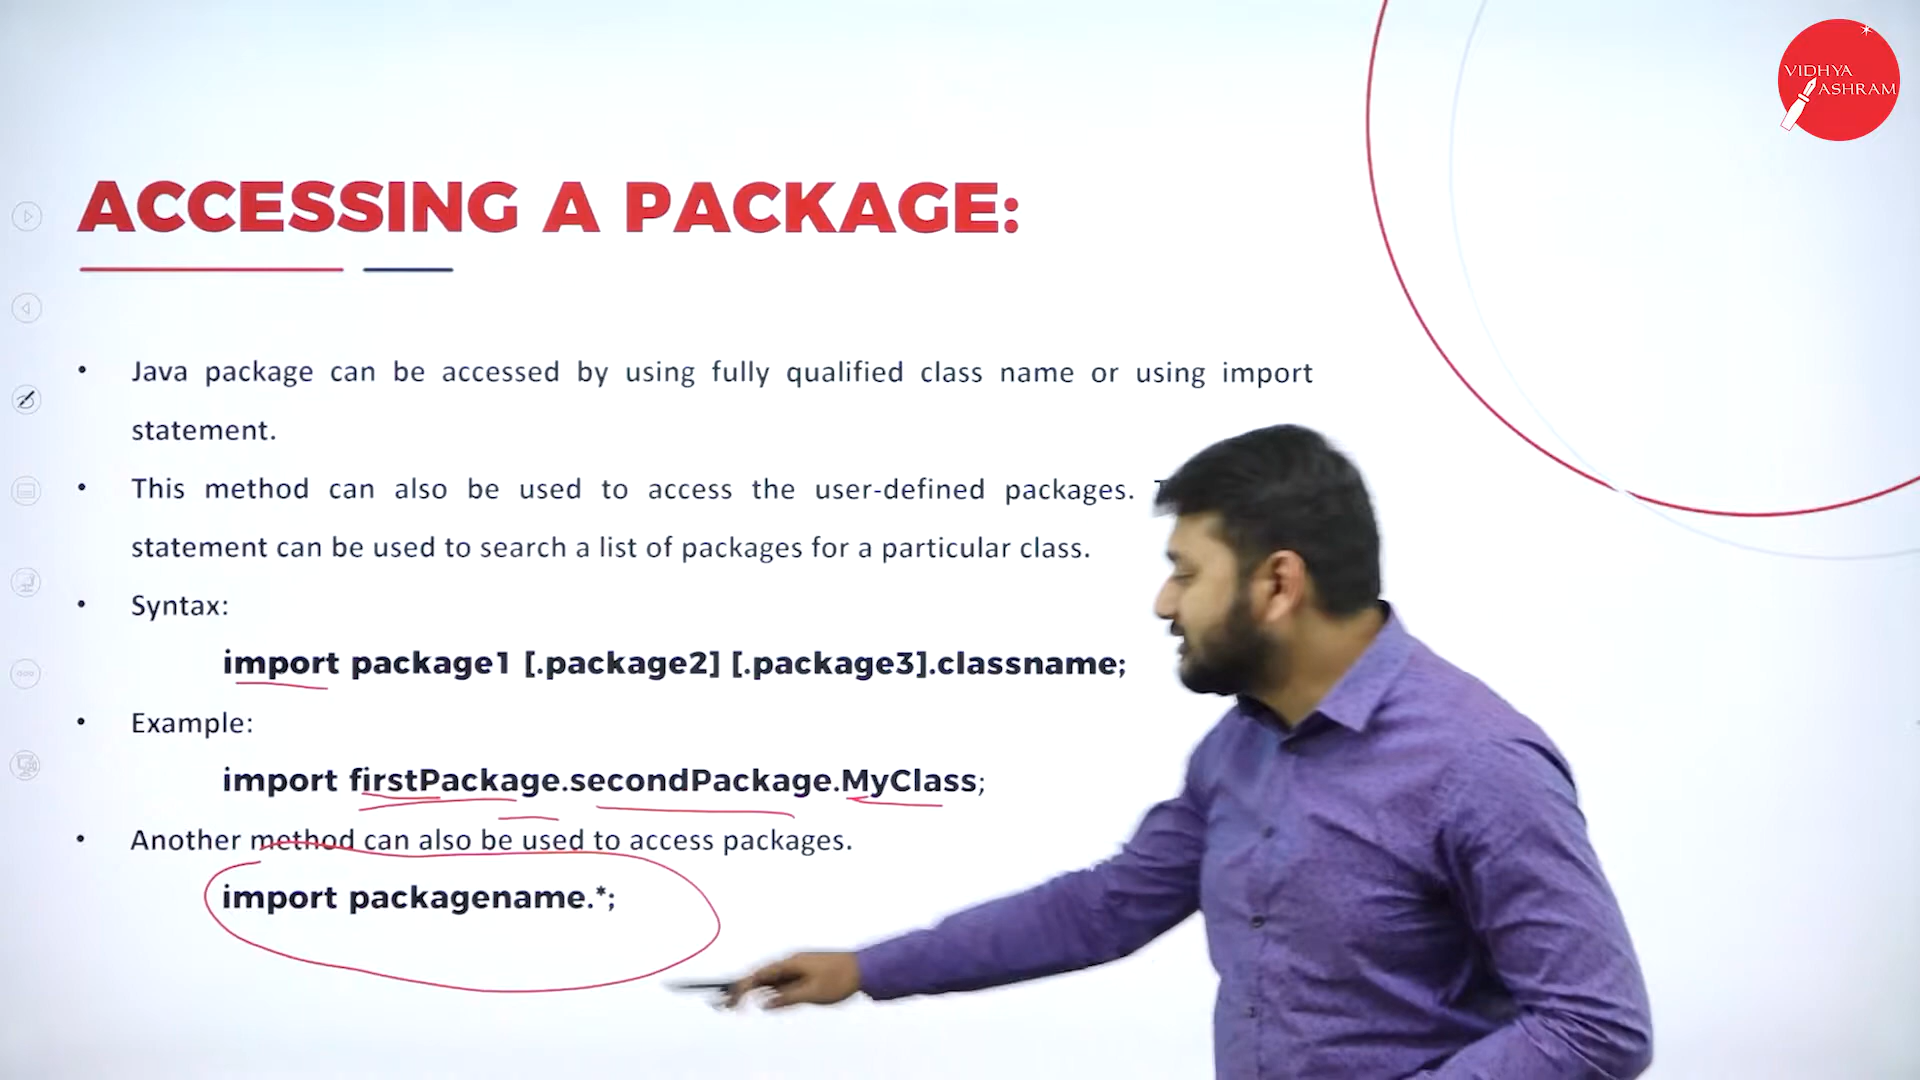 VIDHYA
ASHRAM
ACCESSING A PACKAGE:
• Java package can be accessed by using fully qualified class name or using import
statement.
• This method can also be used to access the user-defined packages.
statement can be used to search a list of packages for a particular class.
• Syntax:
import package1 [.package2] [.package3].classname;
• Example:
import firstPackage.secondPackage.MyClass;
• Another method can also be used to access packages.
import packagename.*;